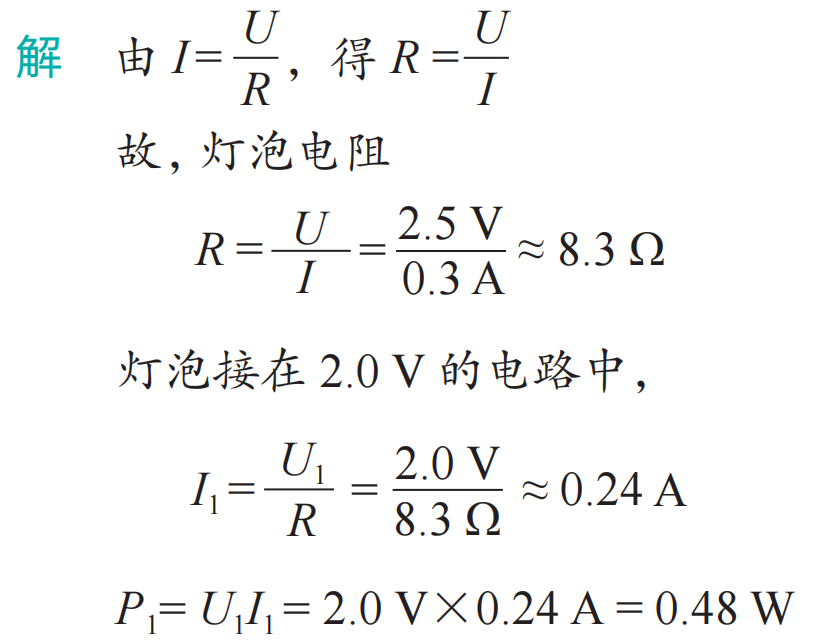 解 由 I=U/R, 得 R=U/I
故, 灯泡电阻
R = U/I = 2.5 V/0.3 A ≈ 8.3 Ω
灯泡接在 2.0 V 的电路中,
I₁= U₁/R = 2.0 V/8.3 Ω ≈ 0.24 A
P₁= U₁I₁ = 2.0 V×0.24 A = 0.48 W